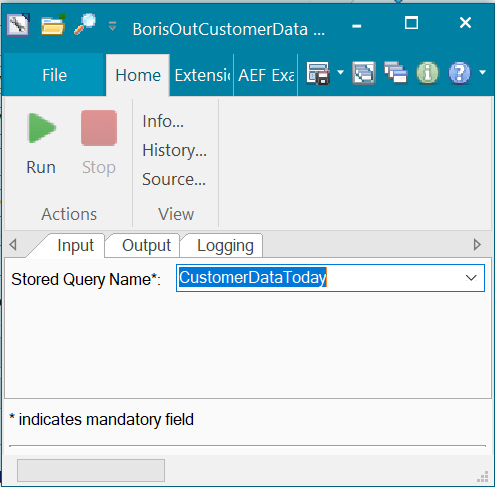 BorisOutCustomerData ...
File Home Extensi AEF Exa
Run Stop
Info...
History...
Source...
Actions View
Input Output Logging
Stored Query Name*: CustomerDataToday
* indicates mandatory field